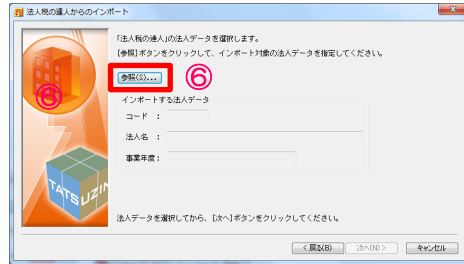 法人税の達人からのインポート
「法人税の達人」の法人データを選択します。
[参照]ボタンをクリックして、インポート対象の法人データを指定してください。
参照(S)...
⑥
⑥
インポートする法人データ
コード :
法人名 :
事業年度:
TATSUZIN
法人データを選択してから、[次へ]ボタンをクリックしてください。
< 戻る(B)
次へ(N) >
キャンセル